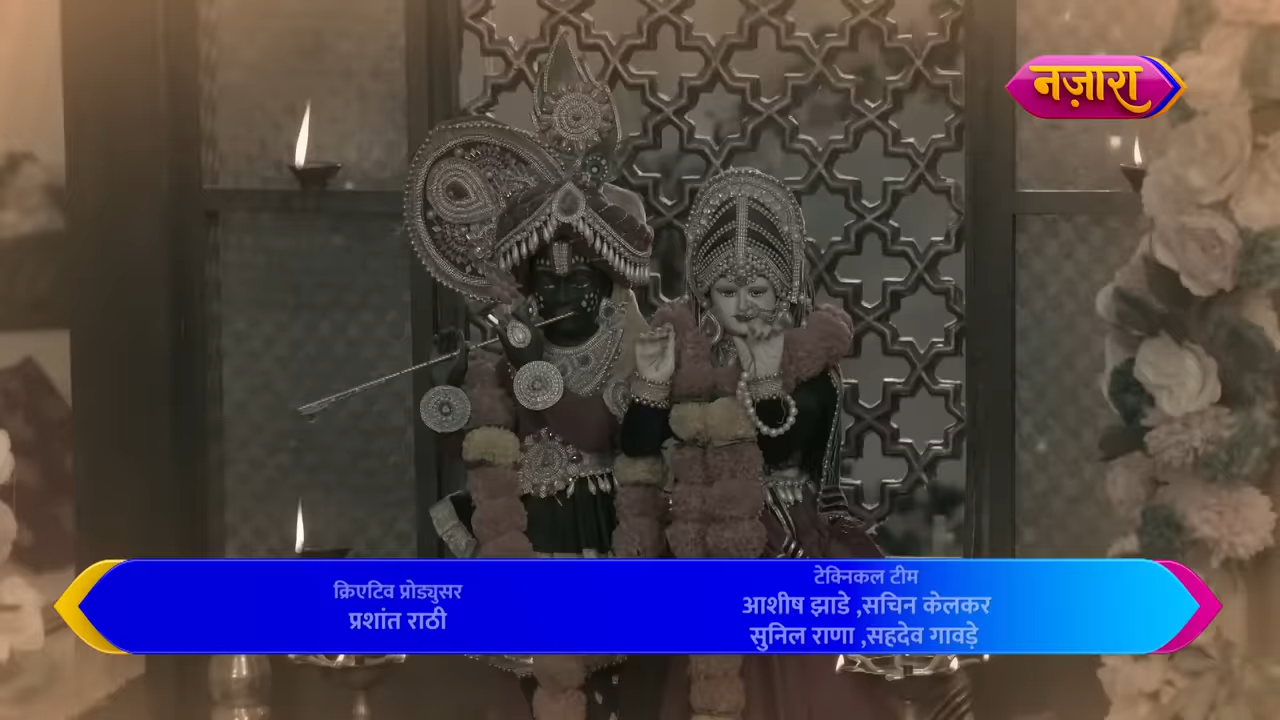 नज़ारा
क्रिएटिव प्रोड्युसर
प्रशांत राठी
टेक्निकल टीम
आशीष झाडे ,सचिन केलकर
सुनिल राणा ,सहदेव गावड़े